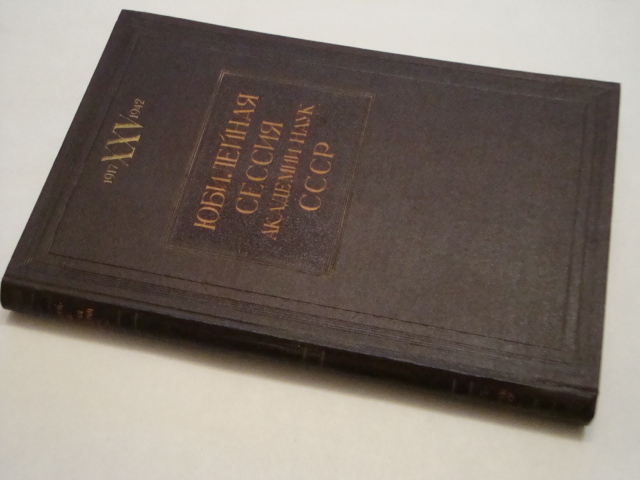 1917 XXV 1942
ЮБИЛЕЙНАЯ
СЕССИЯ
АКАДЕМИИ НАУК
СССР